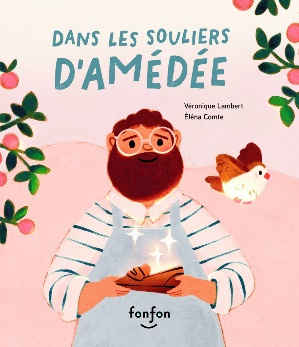 DANS LES SOULIERS
D'AMÉDÉE
Véronique Lambert
Éléna Comte
fonfon